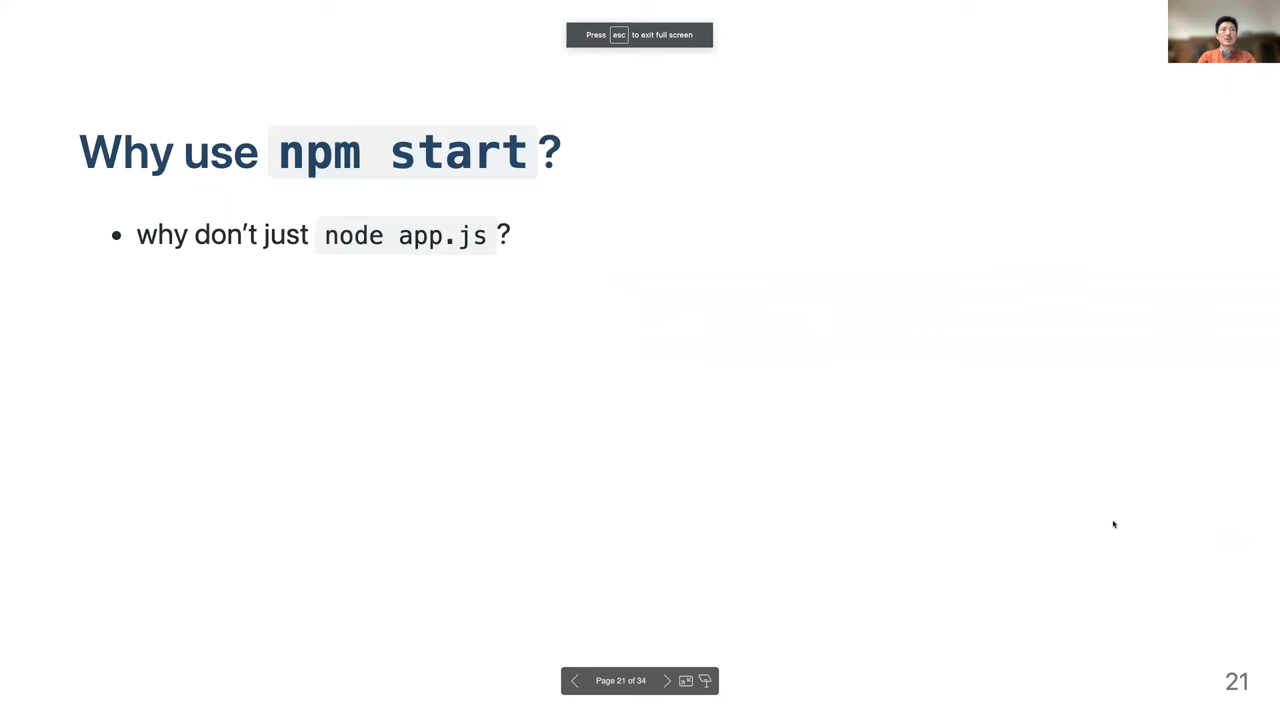 Press esc to exit full screen
Why use npm start?
• why don’t just node app.js?
Page 21 of 34
21